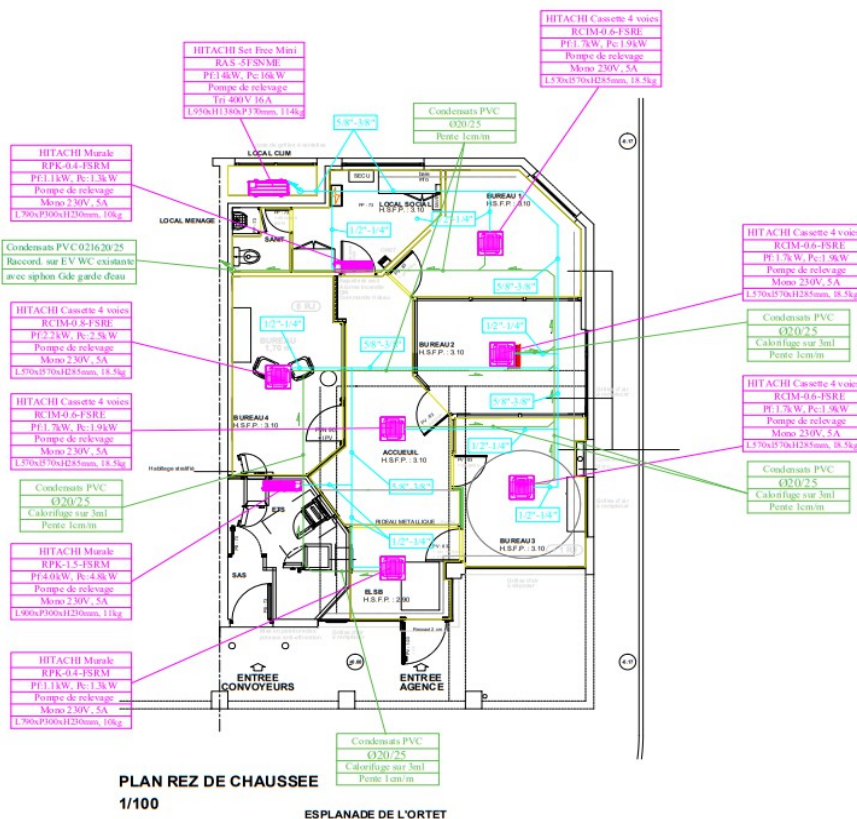 HITACHI Cassette 4 voies
RCIM-0.6-FSRE
Pf:1.7kW, Pc:1.9kW
Pompe de relevage
Mono 230V, 5A
L570xl570xH285mm, 18.5kg
HITACHI Set Free Mini
RAS -5FSNME
Pf:14kW, Pc:16kW
Pompe de relevage
Tri 400V 16A
L950xH1380xP370mm, 114kg
Condensats PVC
Ø20/25
Pente 1cm/m
5/8"-3/8"
LOCAL CLIM
HITACHI Murale
RPK-0.4-FSRM
Pf:1.1kW, Pc:1.3kW
Pompe de relevage
Mono 230V, 5A
L790xP300xH230mm, 10kg
SECU
LOCAL SOCIAL
H.S.F.P. : 3.10
BUREAU 1
H.S.F.P. : 3.10
LOCAL MENAGE
SANIT
1/2"-1/4"
1/2"-1/4"
Condensats PVC 021620/25
Raccord. sur EV WC existante
avec siphon Gde garde d'eau
HITACHI Cassette 4 voies
RCIM-0.6-FSRE
Pf:1.7kW, Pc:1.9kW
Pompe de relevage
Mono 230V, 5A
L570xl570xH285mm, 18.5kg
5/8"-3/8"
HITACHI Cassette 4 voies
RCIM-0.8-FSRE
Pf:2.2kW, Pc:2.5kW
Pompe de relevage
Mono 230V, 5A
L570xl570xH285mm, 18.5kg
1/2"-1/4"
BUREAU
5/8"-3/8"
BUREAU 2
H.S.F.P. : 3.10
1/2"-1/4"
Condensats PVC
Ø20/25
Calorifuge sur 3ml
Pente 1cm/m
HITACHI Cassette 4 voies
RCIM-0.6-FSRE
Pf:1.7kW, Pc:1.9kW
Pompe de relevage
Mono 230V, 5A
L570xl570xH285mm, 18.5kg
BUREAU 4
H.S.F.P. : 3.10
ACCUEUIL
H.S.F.P. : 3.10
5/8"-3/8"
1/2"-1/4"
HITACHI Cassette 4 voies
RCIM-0.6-FSRE
Pf:1.7kW, Pc:1.9kW
Pompe de relevage
Mono 230V, 5A
L570xl570xH285mm, 18.5kg
Condensats PVC
Ø20/25
Calorifuge sur 3ml
Pente 1cm/m
5/8"-3/8"
1/2"-1/4"
Condensats PVC
Ø20/25
Calorifuge sur 3ml
Pente 1cm/m
RIDEAU METALLIQUE
1/2"-1/4"
BUREAU 3
H.S.F.P. : 3.10
HITACHI Murale
RPK-1.5-FSRM
Pf:4.0kW, Pc:4.8kW
Pompe de relevage
Mono 230V, 5A
L900xP300xH230mm, 11kg
SAS
ELSB
H.S.F.P. : 2.90
HITACHI Murale
RPK-0.4-FSRM
Pf:1.1kW, Pc:1.3kW
Pompe de relevage
Mono 230V, 5A
L790xP300xH230mm, 10kg
ENTREE
CONVOYEURS
ENTREE
AGENCE
Condensats PVC
Ø20/25
Calorifuge sur 3ml
Pente 1cm/m
PLAN REZ DE CHAUSSEE
1/100
ESPLANADE DE L'ORTET